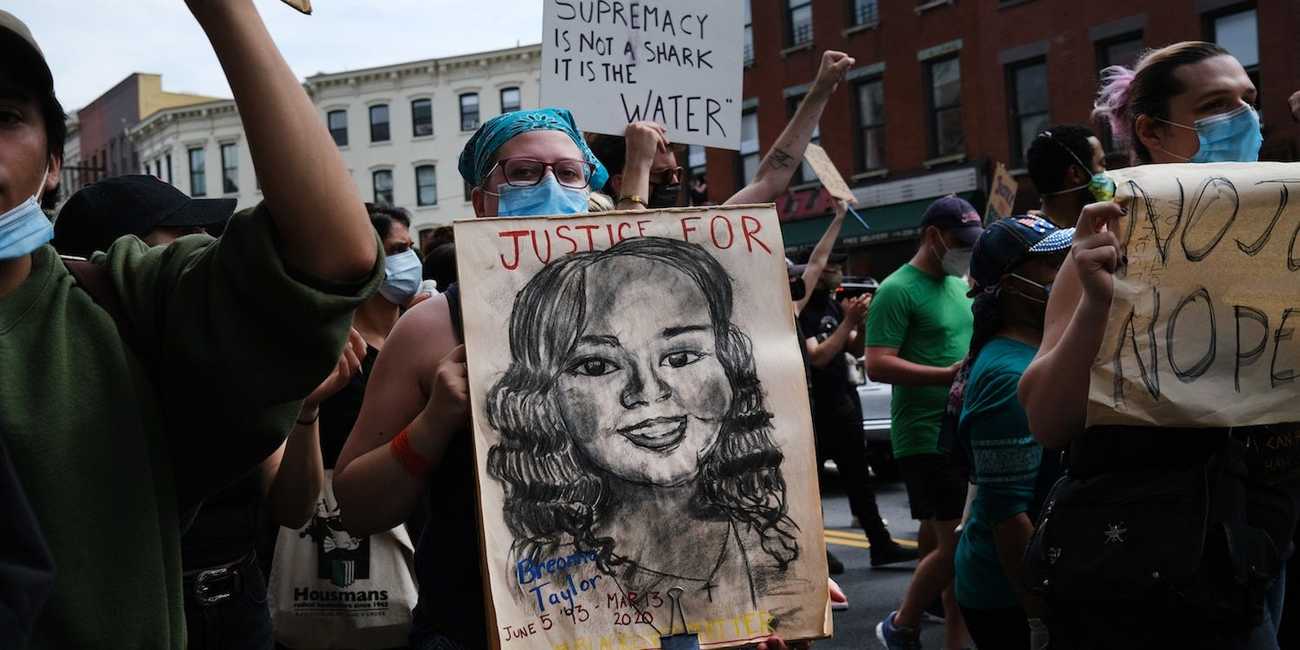 SUPREMACY
IS NOT A SHARK
IT IS THE
WATER"
JUSTICE FOR
Breonna
Taylor
JUNE 5 '93 - MAR 13
2020
Housmans
NO JU
NOPE